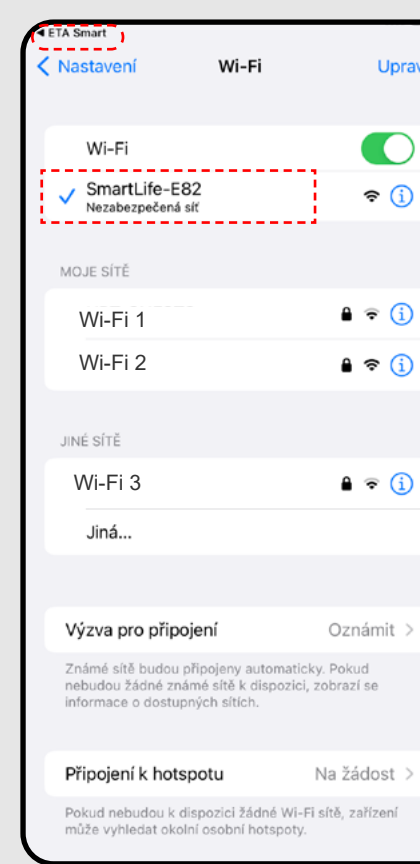 ◀ ETA Smart
Nastavení Wi-Fi Uprav
Wi-Fi
SmartLife-E82
Nezabezpečená síť
MOJE SÍTĚ
Wi-Fi 1
Wi-Fi 2
JINÉ SÍTĚ
Wi-Fi 3
Jiná...
Výzva pro připojení Oznámit >
Známé sítě budou připojeny automaticky. Pokud
nebudou žádné známé sítě k dispozici, zobrazí se
informace o dostupných sítích.
Připojení k hotspotu Na žádost >
Pokud nebudou k dispozici žádné Wi-Fi sítě, zařízení
může vyhledat okolní osobní hotspoty.